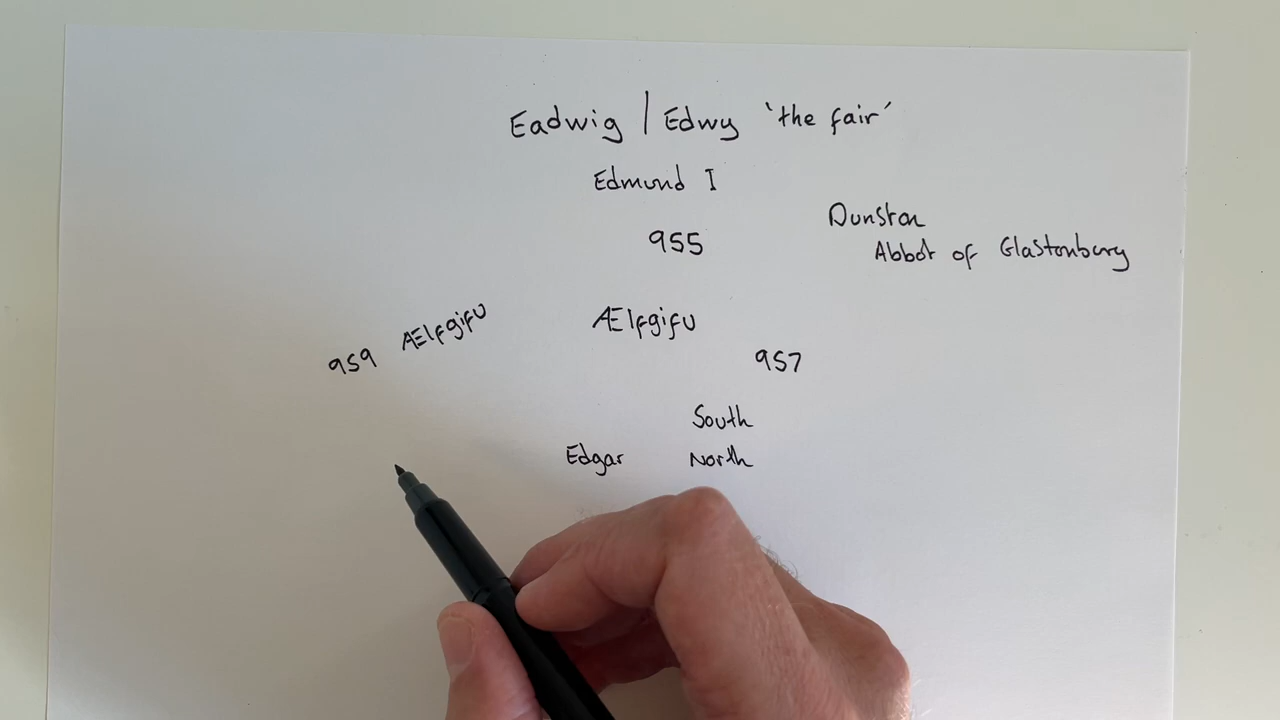 Eadwig | Edwy 'the fair'
Edmund I
955
Dunstan
Abbot of Glastonbury
Ælfgifu
959
Ælfgifu
957
South
Edgar North